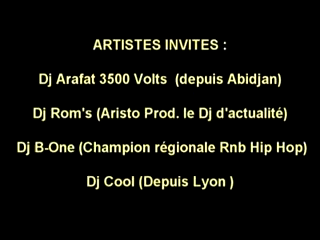 ARTISTES INVITES :
Dj Arafat 3500 Volts (depuis Abidjan)
Dj Rom's (Aristo Prod. le Dj d'actualité)
Dj B-One (Champion régionale Rnb Hip Hop)
Dj Cool (Depuis Lyon )